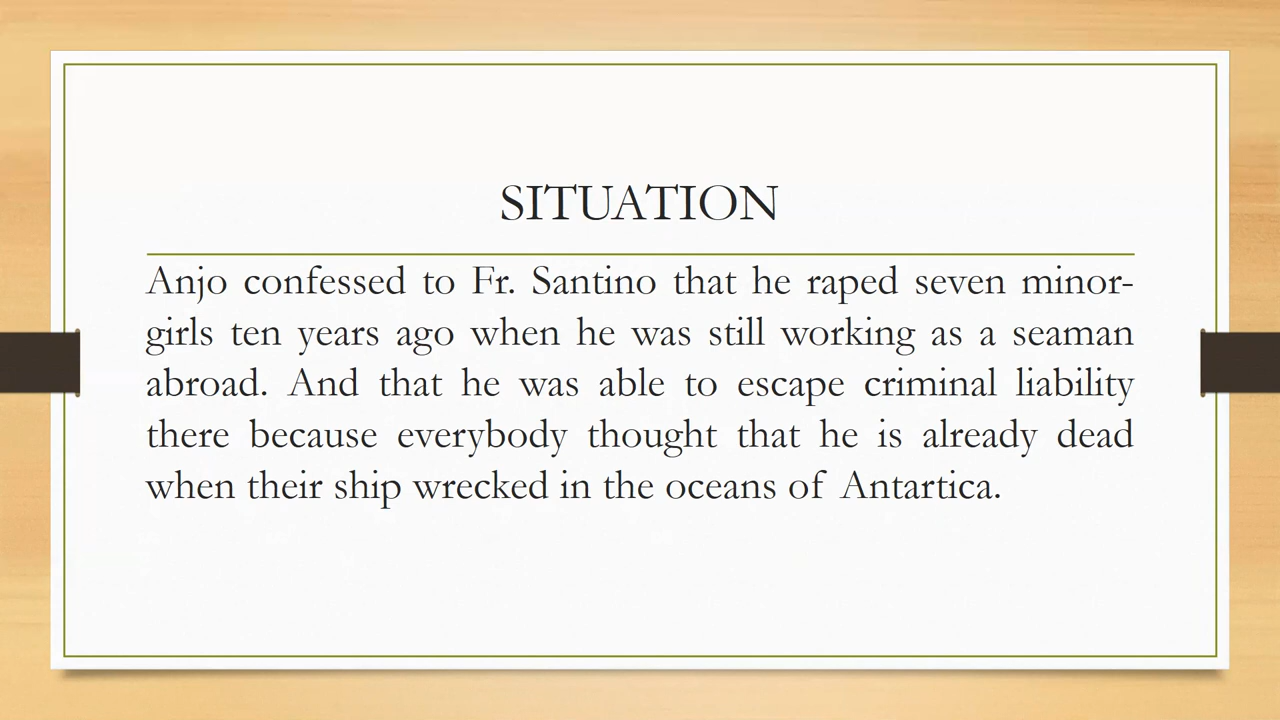 SITUATION
Anjo confessed to Fr. Santino that he raped seven minor-
girls ten years ago when he was still working as a seaman
abroad. And that he was able to escape criminal liability
there because everybody thought that he is already dead
when their ship wrecked in the oceans of Antartica.